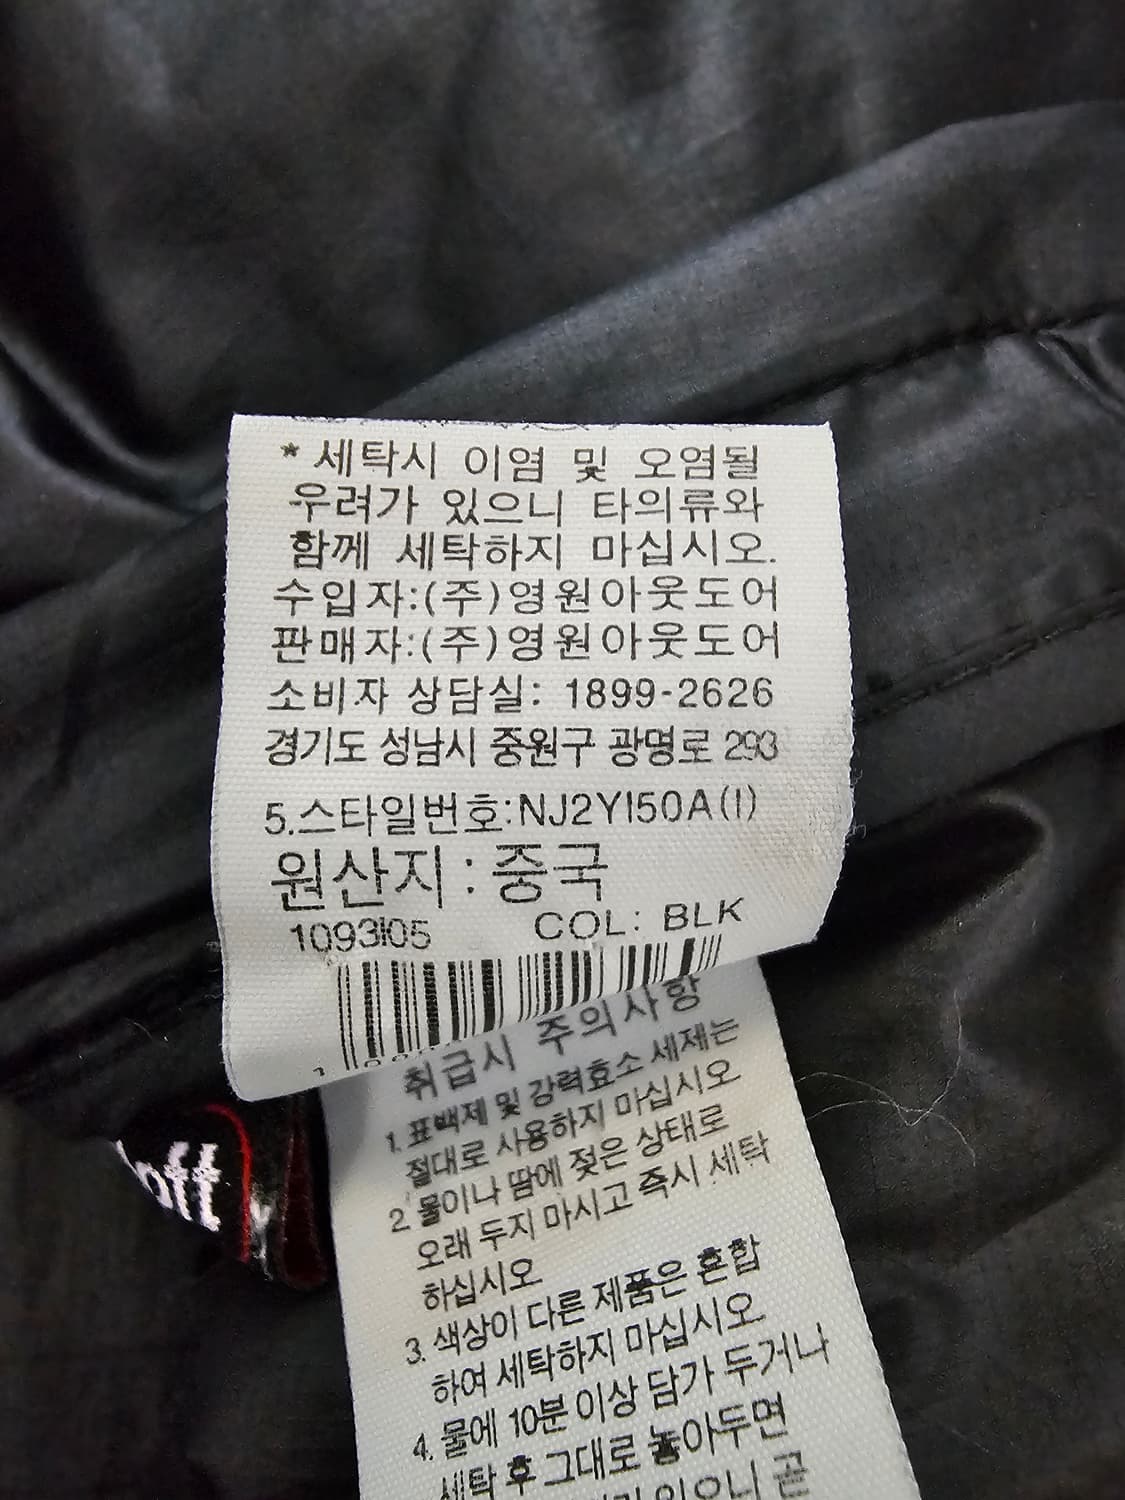 * 세탁시 이염 및 오염될
우려가 있으니 타의류와
함께 세탁하지 마십시오.
수입자:(주)영원아웃도어
판매자:(주)영원아웃도어
소비자 상담실: 1899-2626
경기도 성남시 중원구 광명로 293
5.스타일번호:NJ2YI50A(I)
원산지 : 중국
1093I05 COL: BLK
취급시 주의사항
1. 표백제 및 강력효소 세제는
절대로 사용하지 마십시오
2. 물이나 땀에 젖은 상태로
오래 두지 마시고 즉시 세탁
하십시오
3. 색상이 다른 제품은 혼합
하여 세탁하지 마십시오
4. 물에 10분 이상 담가 두거나
세탁 후 그대로 놓아두면
있으니 곧